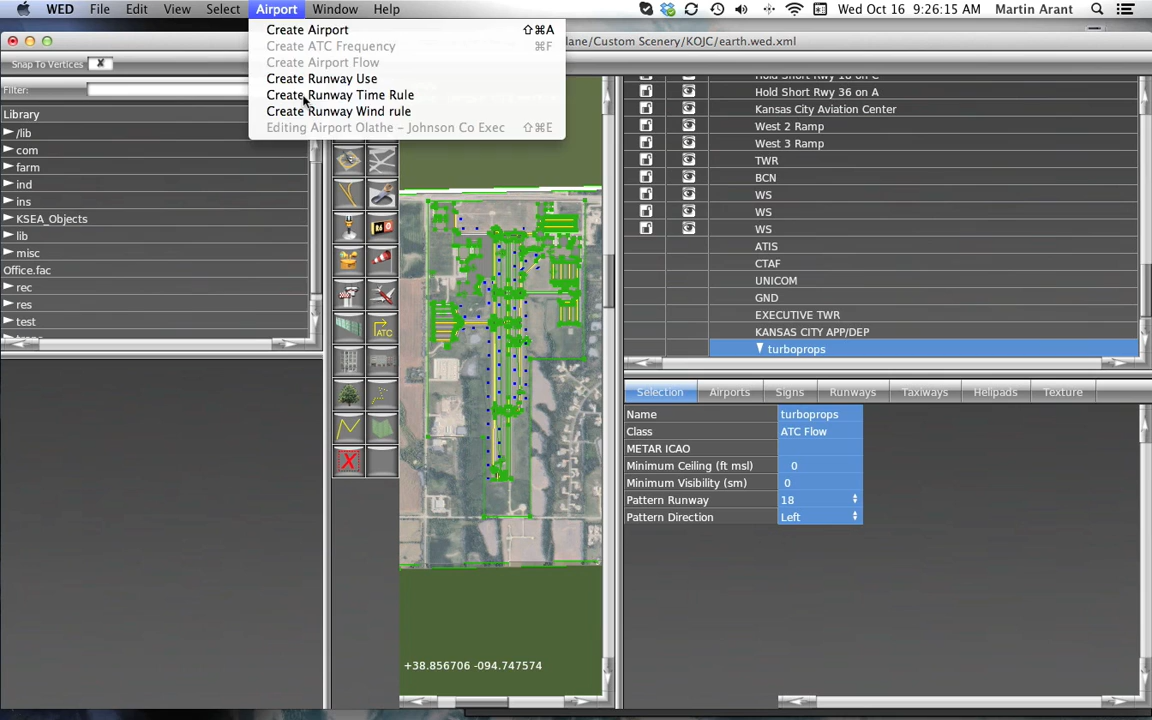 WED File Edit View Select Airport Window Help Wed Oct 16 9:26:15 AM Martin Arant
Create Airport ⇧⌘A
Create ATC Frequency ⌘F
Create Airport Flow
Create Runway Use
Create Runway Time Rule
Create Runway Wind rule
Editing Airport Olathe – Johnson Co Exec ⇧⌘E
lane/Custom Scenery/KOJC/earth.wed.xml
Snap To Vertices
Filter:
Library
/lib
com
farm
ind
ins
KSEA_Objects
lib
misc
Office.fac
rec
res
test
ATC
+38.856706 -094.747574
Hold Short Rwy 18 on C
Hold Short Rwy 36 on A
Kansas City Aviation Center
West 2 Ramp
West 3 Ramp
TWR
BCN
WS
WS
WS
ATIS
CTAF
UNICOM
GND
EXECUTIVE TWR
KANSAS CITY APP/DEP
turboprops
Selection Airports Signs Runways Taxiways Helipads Texture
Name turboprops
Class ATC Flow
METAR ICAO
Minimum Ceiling (ft msl) 0
Minimum Visibility (sm) 0
Pattern Runway 18
Pattern Direction Left